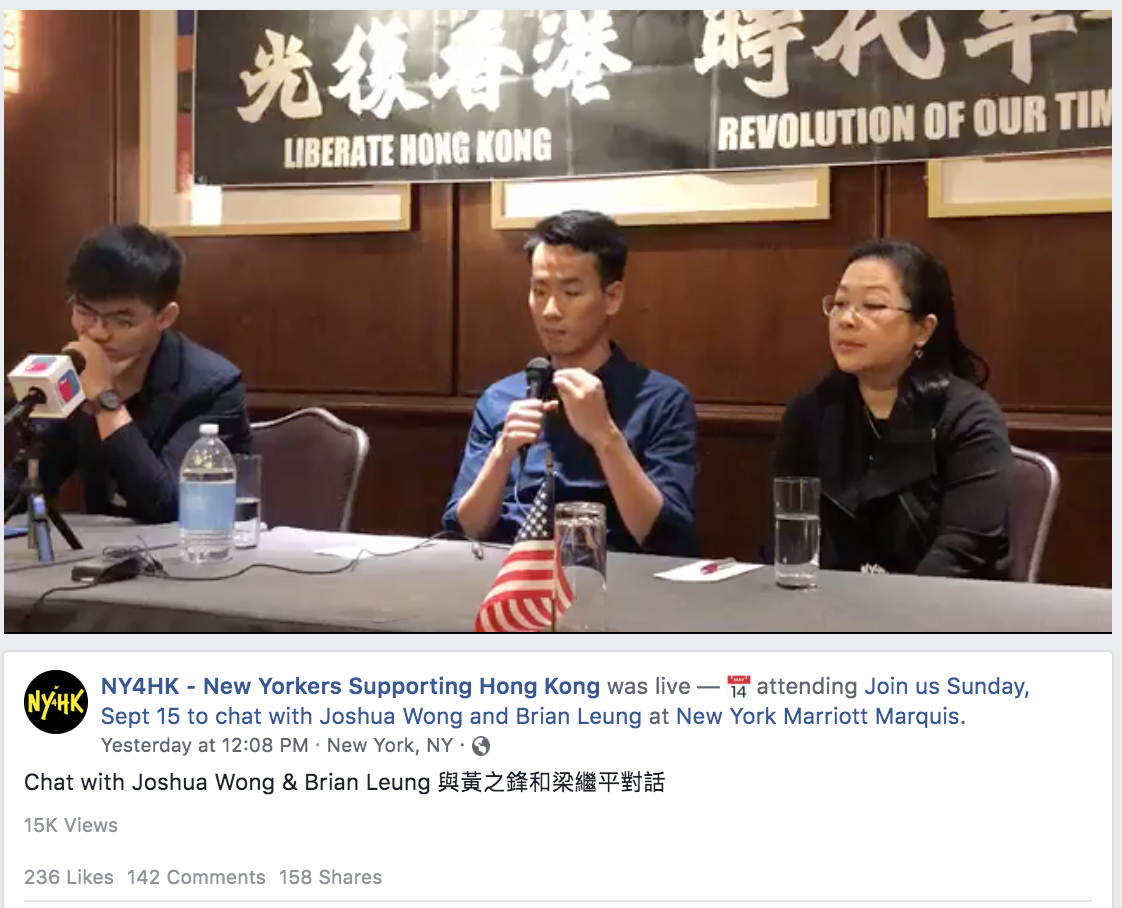 光復香港 時代革
LIBERATE HONG KONG REVOLUTION OF OUR TIM
NY4HK
NY4HK - New Yorkers Supporting Hong Kong was live — 14 attending Join us Sunday,
Sept 15 to chat with Joshua Wong and Brian Leung at New York Marriott Marquis.
Yesterday at 12:08 PM · New York, NY ·
Chat with Joshua Wong & Brian Leung 與黃之鋒和梁繼平對話
15K Views
236 Likes 142 Comments 158 Shares